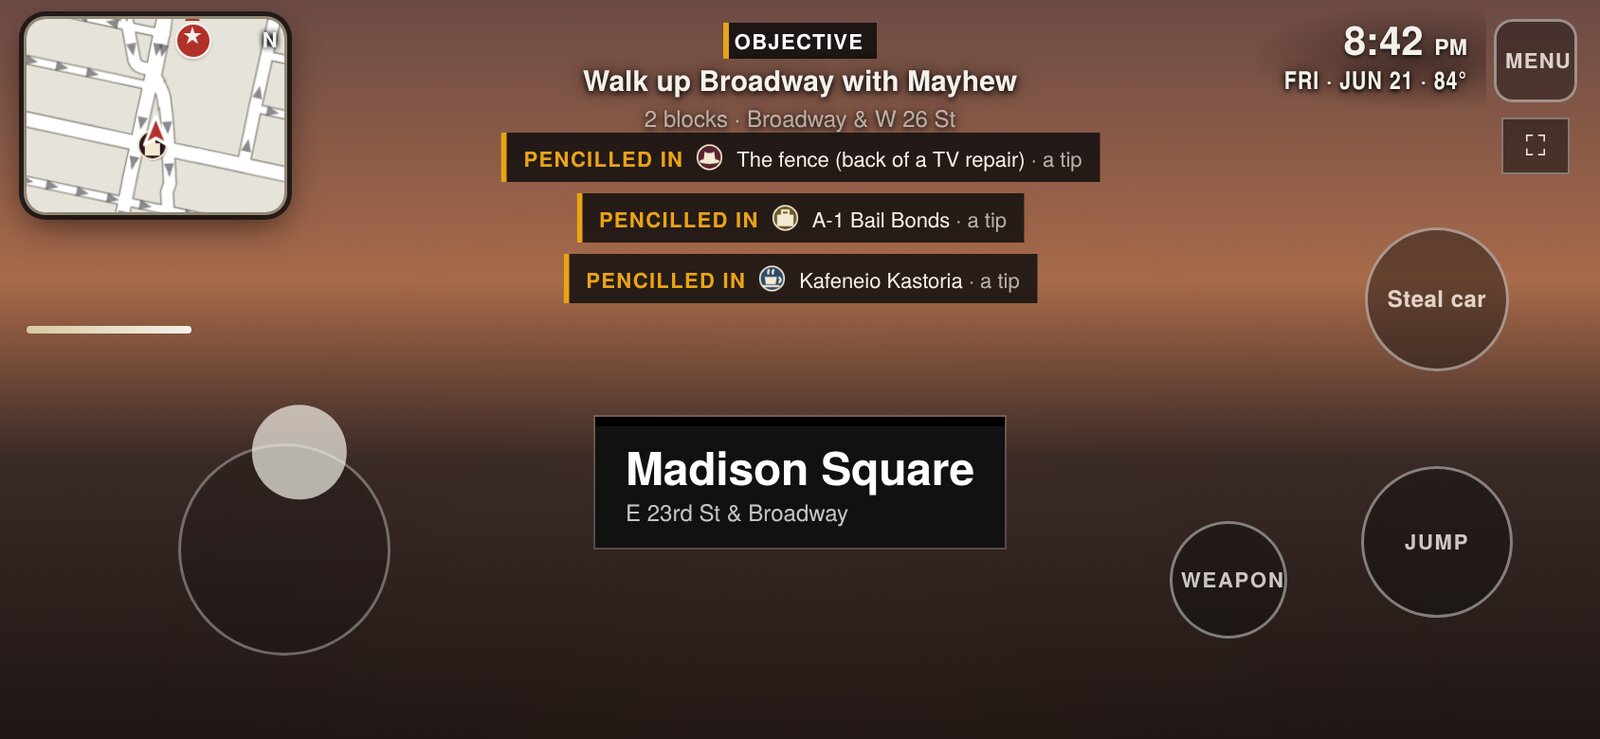 N
OBJECTIVE
Walk up Broadway with Mayhew
2 blocks · Broadway & W 26 St
PENCILLED IN The fence (back of a TV repair) · a tip
PENCILLED IN A-1 Bail Bonds · a tip
PENCILLED IN Kafeneio Kastoria · a tip
8:42 PM
FRI · JUN 21 · 84°
MENU
Steal car
Madison Square
E 23rd St & Broadway
WEAPON
JUMP